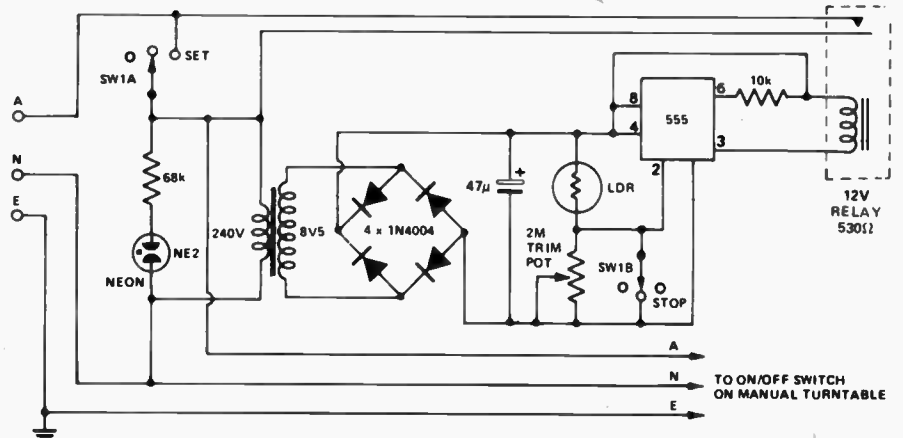 O
SET
SW1A
A
N
E
68k
NEON
NE2
240V
8V5
4 x 1N4004
47µ
+
LDR
2M
TRIM
POT
SW1B
O
O
STOP
8
4
555
6
3
2
10k
12V
RELAY
530Ω
A
N
E
TO ON/OFF SWITCH
ON MANUAL TURNTABLE